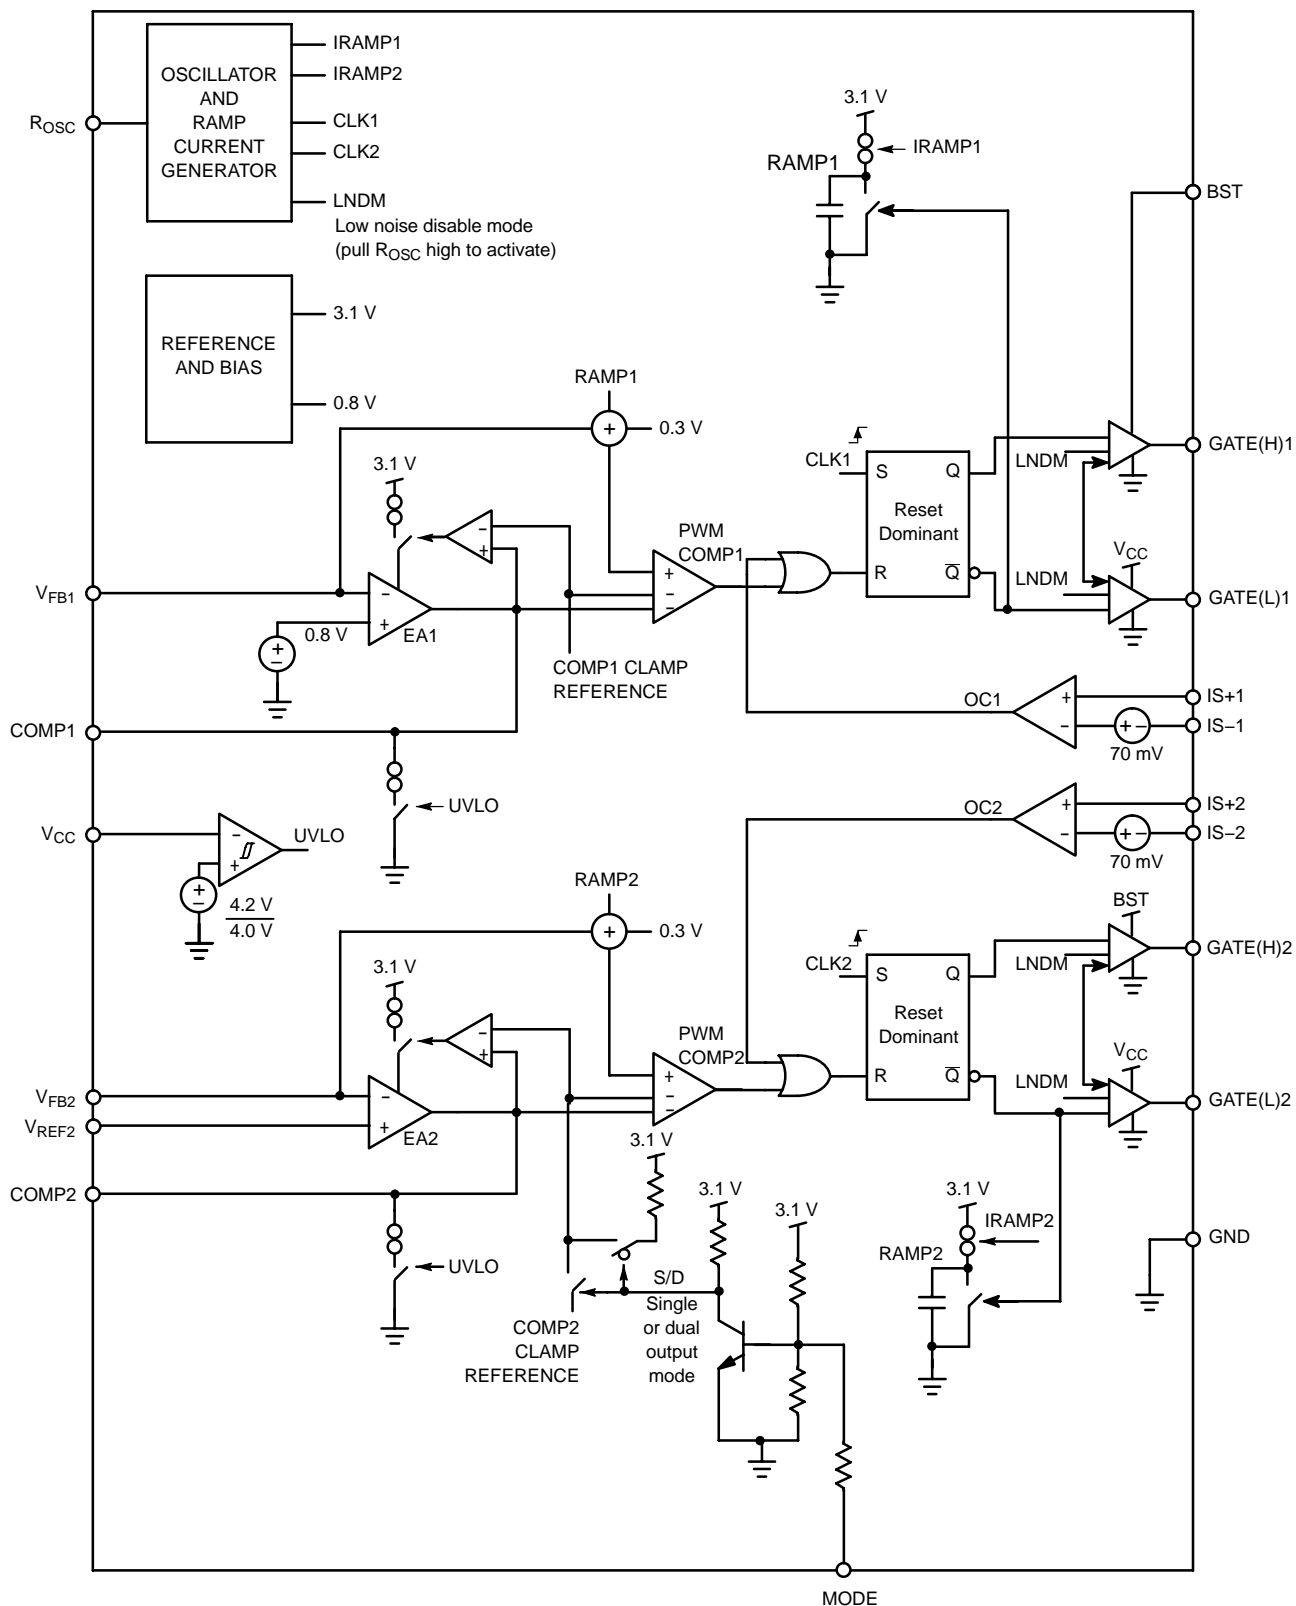 OSCILLATOR
AND
RAMP
CURRENT
GENERATOR
IRAMP1
IRAMP2
CLK1
CLK2
LNDM
Low noise disable mode
(pull ROSC high to activate)
ROSC
3.1 V
IRAMP1
RAMP1
BST
REFERENCE
AND BIAS
3.1 V
0.8 V
RAMP1
+
0.3 V
3.1 V
−
+
PWM
COMP1
+
−
−
CLK1
S
Q
Reset
Dominant
R
Q
LNDM
GATE(H)1
VCC
LNDM
GATE(L)1
VFB1
−
+
EA1
0.8 V
+
−
COMP1 CLAMP
REFERENCE
COMP1
UVLO
OC1
+
−
+ −
70 mV
IS+1
IS−1
VCC
−
+
UVLO
+
−
4.2 V
4.0 V
OC2
+
−
+ −
70 mV
IS+2
IS−2
RAMP2
+
0.3 V
3.1 V
−
+
PWM
COMP2
+
−
−
CLK2
S
Q
Reset
Dominant
R
Q
BST
LNDM
GATE(H)2
VCC
LNDM
GATE(L)2
VFB2
VREF2
−
+
EA2
COMP2
UVLO
3.1 V
3.1 V
3.1 V
S/D
Single
or dual
output
mode
COMP2
CLAMP
REFERENCE
3.1 V
IRAMP2
RAMP2
GND
MODE